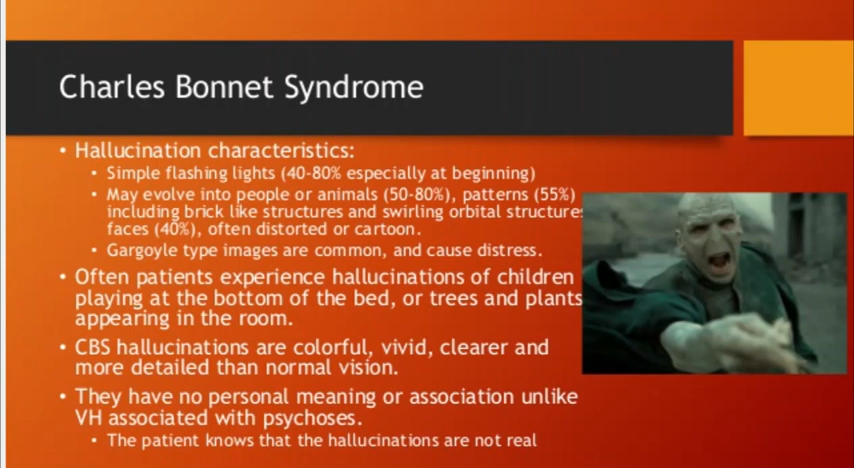 Charles Bonnet Syndrome
• Hallucination characteristics:
• Simple flashing lights (40-80% especially at beginning)
• May evolve into people or animals (50-80%), patterns (55%)
including brick like structures and swirling orbital structures
faces (40%), often distorted or cartoon.
• Gargoyle type images are common, and cause distress.
• Often patients experience hallucinations of children
playing at the bottom of the bed, or trees and plants
appearing in the room.
• CBS hallucinations are colorful, vivid, clearer and
more detailed than normal vision.
• They have no personal meaning or association unlike
VH associated with psychoses.
• The patient knows that the hallucinations are not real